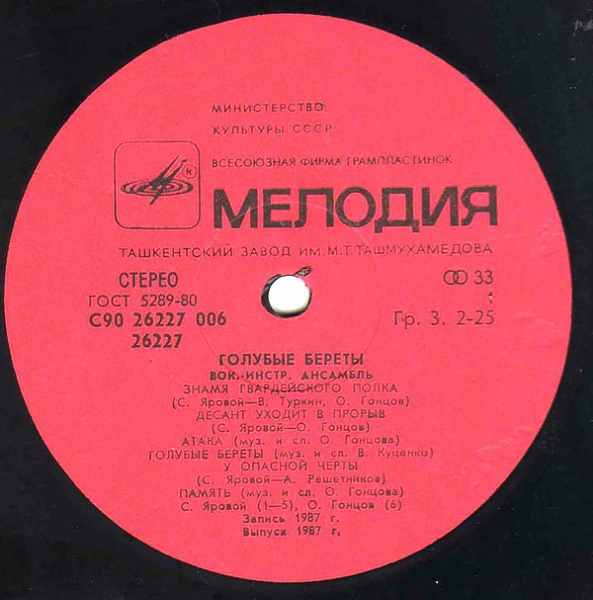 МИНИСТЕРСТВО
КУЛЬТУРЫ СССР
ВСЕСОЮЗНАЯ ФИРМА ГРАМПЛАСТИНОК
R
МЕЛОДИЯ
ТАШКЕНТСКИЙ ЗАВОД ИМ. М.Т. ТАШМУХАМЕДОВА
СТЕРЕО
33
ГОСТ 5289-80
1
С90 26227 006
Гр. 3. 2-25
26227
ГОЛУБЫЕ БЕРЕТЫ
ВОК.-ИНСТР. АНСАМБЛЬ
ЗНАМЯ ГВАРДЕЙСКОГО ПОЛКА
(С. Яровой—В. Туркин, О. Гонцов)
ДЕСАНТ УХОДИТ В ПРОРЫВ
(С. Яровой—О. Гонцов)
АТАКА (муз. и сл. О. Гонцова)
ГОЛУБЫЕ БЕРЕТЫ (муз. и сл. В. Куценко)
У ОПАСНОЙ ЧЕРТЫ
(С. Яровой—А. Решетников)
ПАМЯТЬ (муз. и сл. О. Гонцова)
С. Яровой (1—5), О. Гонцов (6)
Запись 1987 г.
Выпуск 1987 г,